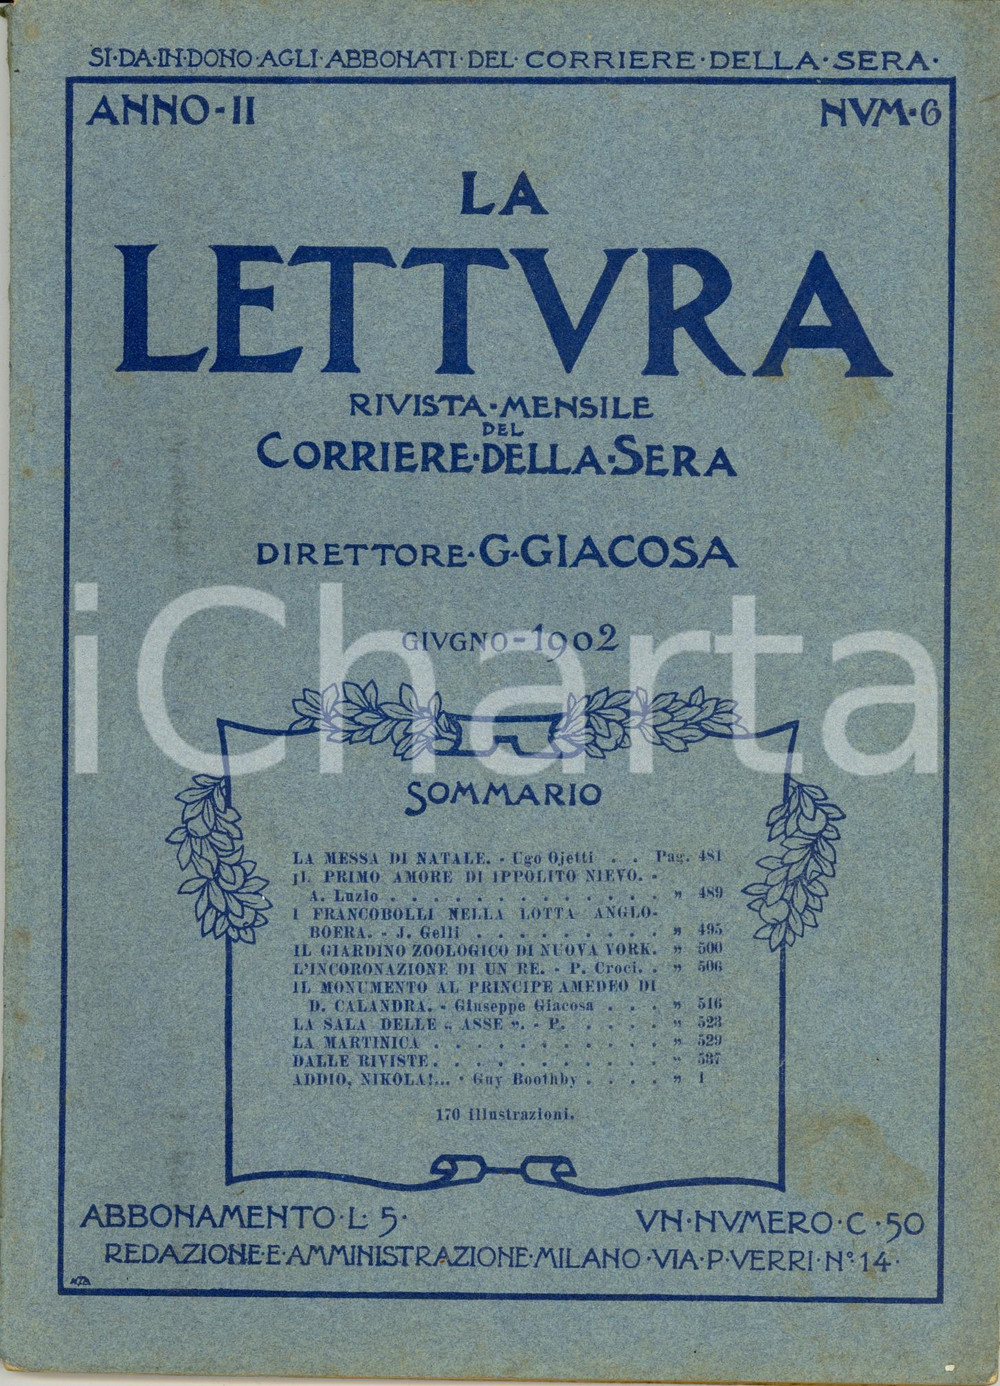 SI·DA·IN·DONO·AGLI·ABBONATI·DEL·CORRIERE·DELLA·SERA·
ANNO-II NVM·6
LA
LETTVRA
RIVISTA·MENSILE
DEL
CORRIERE·DELLA·SERA
DIRETTORE·G·GIACOSA
GIVGNO-1902
iCharta
SOMMARIO
LA MESSA DI NATALE. - Ugo Ojetti . . Pag. 481
IL PRIMO AMORE DI IPPOLITO NIEVO. -
A. Luzio . . . . . . . . . . . . . . „ 489
I FRANCOBOLLI NELLA LOTTA ANGLO-
BOERA. - J. Gelli . . . . . . . . . „ 495
IL GIARDINO ZOOLOGICO DI NUOVA YORK. „ 500
L'INCORONAZIONE DI UN RE. - P. Croci. . „ 506
IL MONUMENTO AL PRINCIPE AMEDEO DI
D. CALANDRA. - Giuseppe Giacosa . . . „ 516
LA SALA DELLE „ ASSE ". - P. . . . . . „ 523
LA MARTINICA . . . . . . . . . . . „ 529
DALLE RIVISTE . . . . . . . . . . . „ 537
ADDIO, NIKOLA!... - Guy Boothby . . . . „ 1
170 illustrazioni.
ABBONAMENTO·L·5· VN·NVMERO·C·50
REDAZIONE·E·AMMINISTRAZIONE·MILANO·VIA·P·VERRI·N°·14·